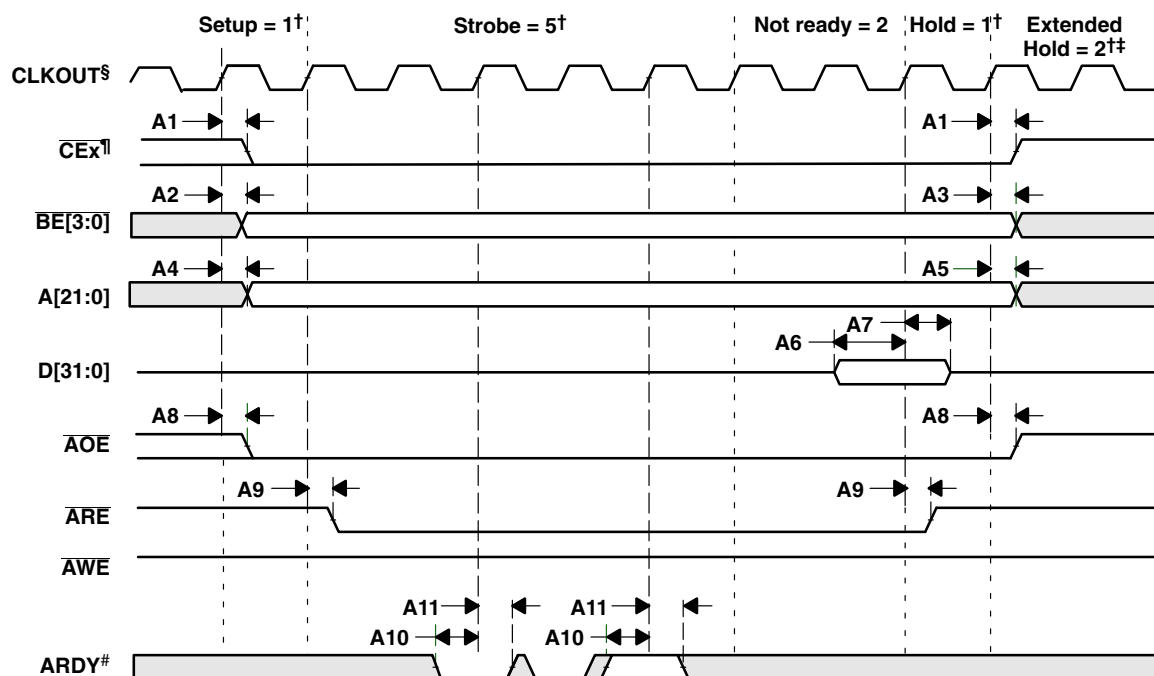 Setup = 1† Strobe = 5† Not ready = 2 Hold = 1† Extended
Hold = 2†‡
CLKOUT§
A1 A1
CEx¶
A2 A3
BE[3:0]
A4 A5
A[21:0]
A7
A6
D[31:0]
A8 A8
AOE
A9 A9
ARE
AWE
A11 A11
A10 A10
ARDY#